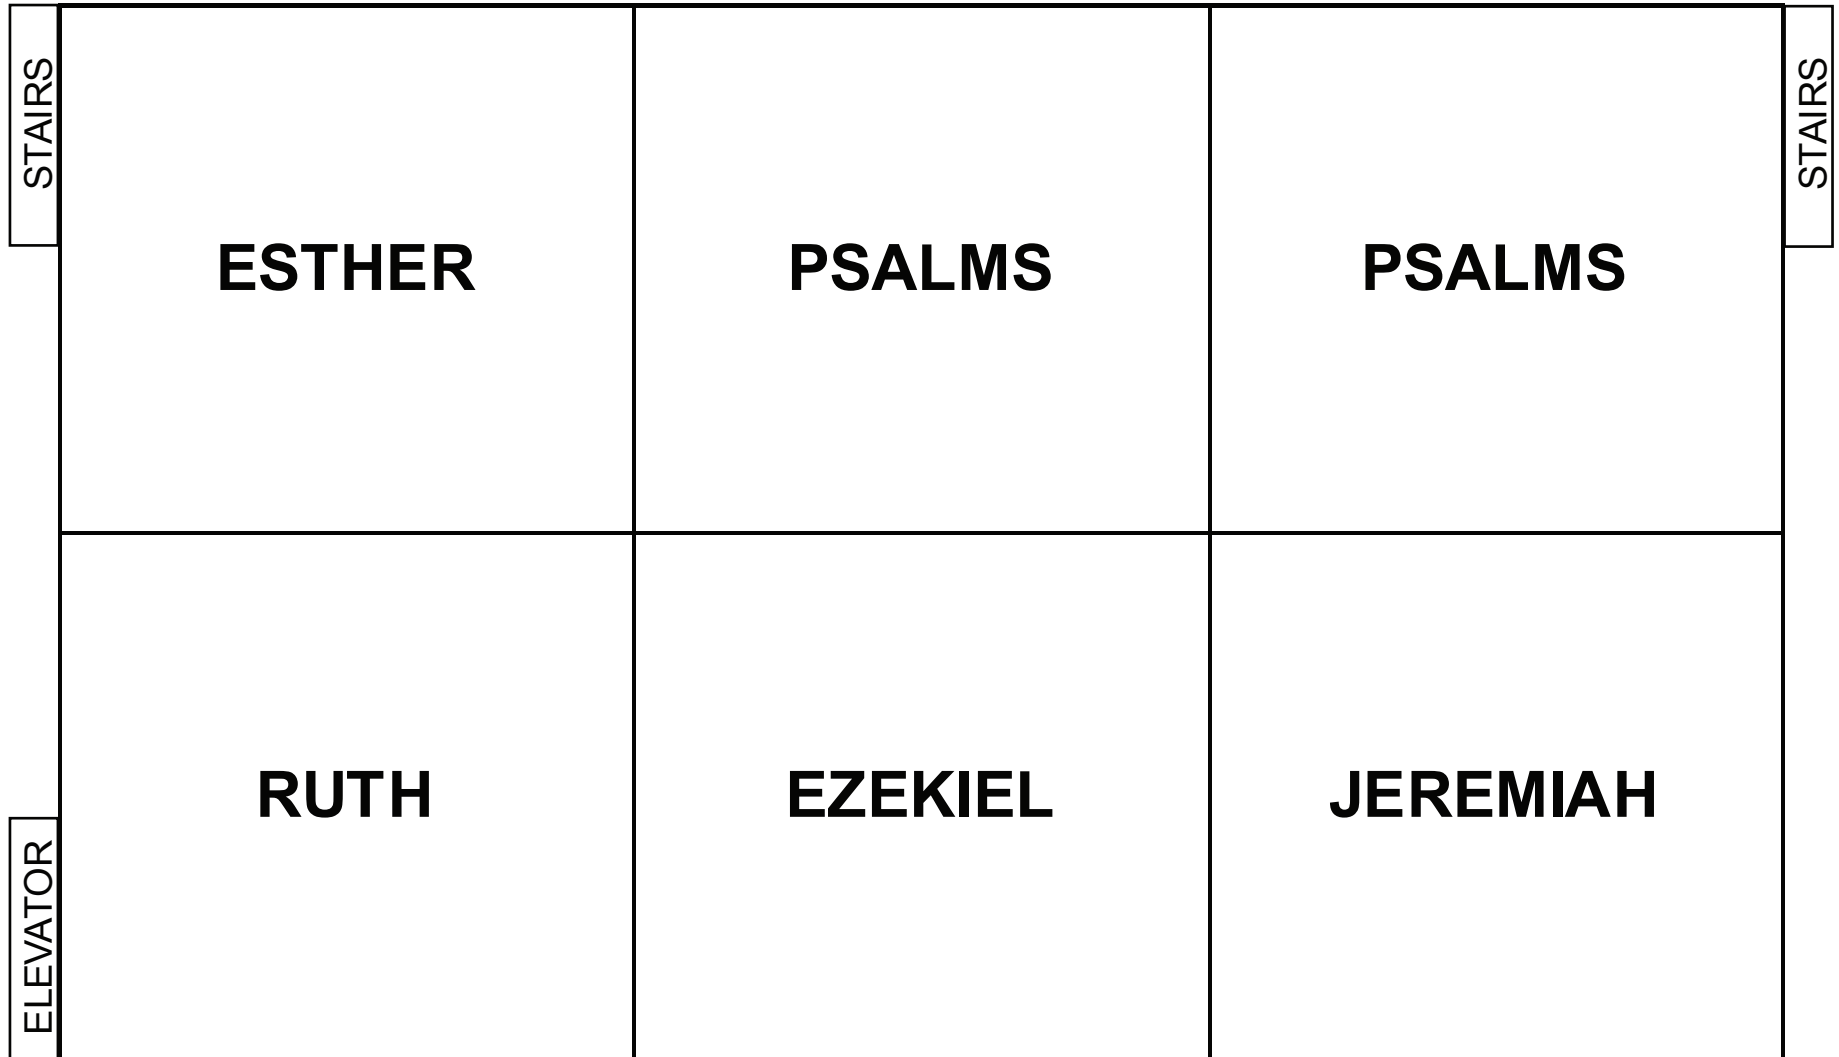 STAIRS
STAIRS
ESTHER
PSALMS
PSALMS
RUTH
EZEKIEL
JEREMIAH
ELEVATOR